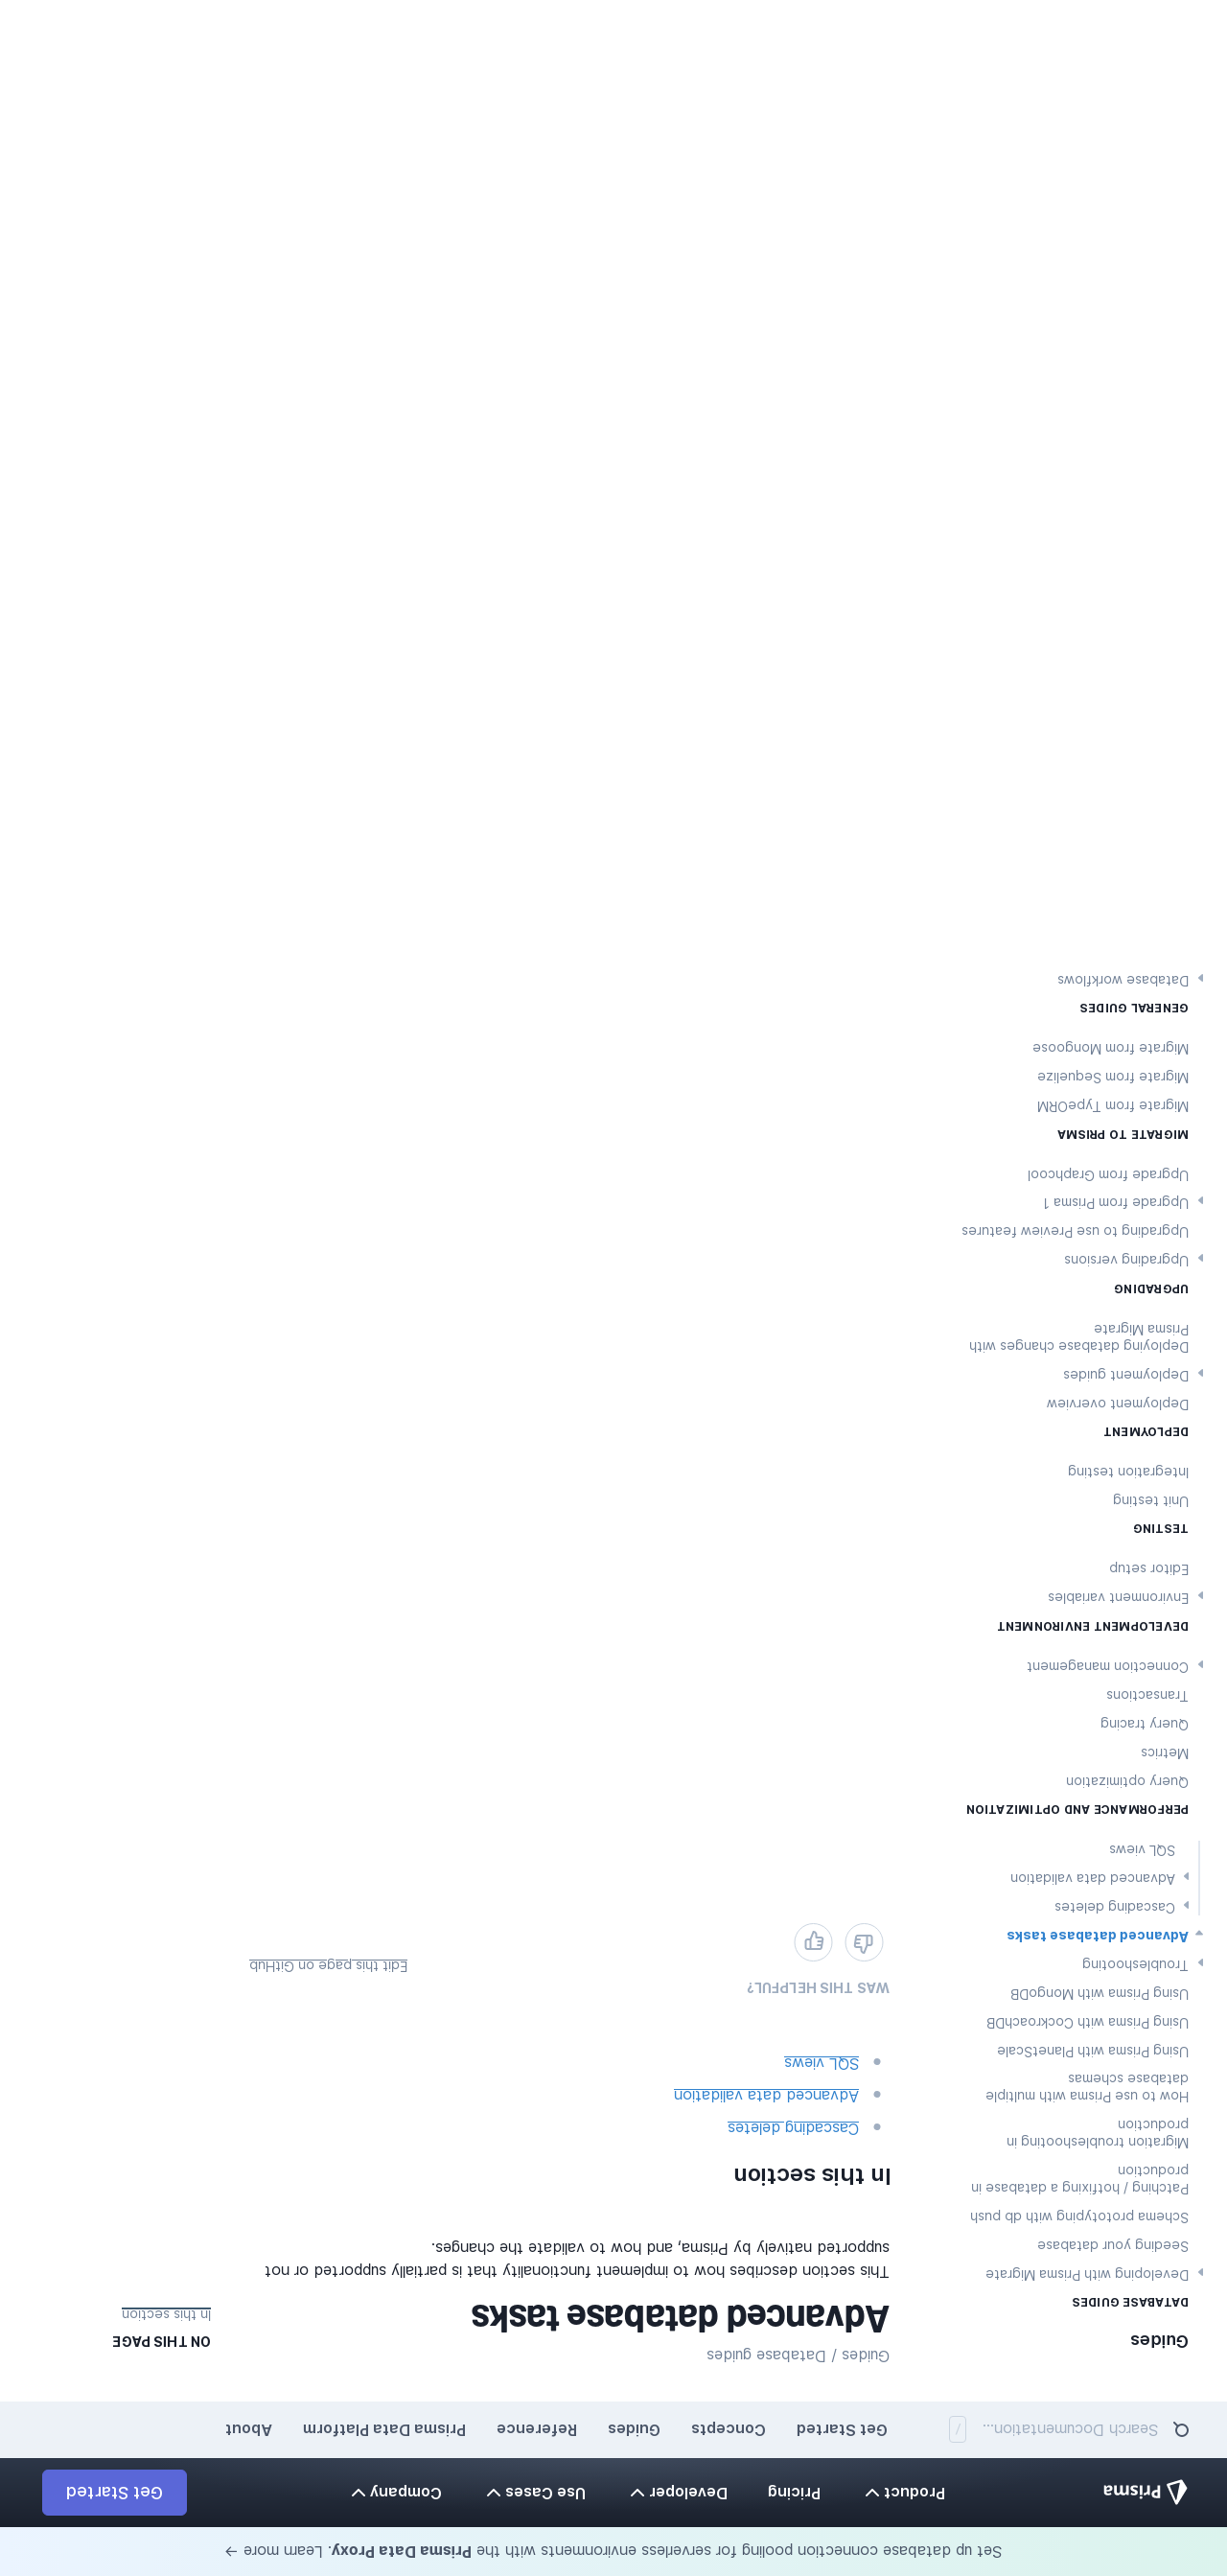 Set up database connection pooling for serverless environments with the Prisma Data Proxy. Learn more →
Prisma
Product
Pricing
Developer
Use Cases
Company
Get Started
Search Documentation...
/
Get Started
Concepts
Guides
Reference
Prisma Data Platform
About
Guides
DATABASE GUIDES
Developing with Prisma Migrate
Seeding your database
Schema prototyping with db push
Patching / hotfixing a database in
production
Migration troubleshooting in
production
How to use Prisma with multiple
database schemas
Using Prisma with PlanetScale
Using Prisma with CockroachDB
Using Prisma with MongoDB
Troubleshooting
Advanced database tasks
Cascading deletes
Advanced data validation
SQL views
PERFORMANCE AND OPTIMIZATION
Query optimization
Metrics
Query tracing
Transactions
Connection management
DEVELOPMENT ENVIRONMENT
Environment variables
Editor setup
TESTING
Unit testing
Integration testing
DEPLOYMENT
Deployment overview
Deployment guides
Deploying database changes with
Prisma Migrate
UPGRADING
Upgrading versions
Upgrading to use Preview features
Upgrade from Prisma 1
Upgrade from Graphcool
MIGRATE TO PRISMA
Migrate from TypeORM
Migrate from Sequelize
Migrate from Mongoose
GENERAL GUIDES
Database workflows
Guides / Database guides
Advanced database tasks
This section describes how to implement functionality that is partially supported or not
supported natively by Prisma, and how to validate the changes.
In this section
Cascading deletes
Advanced data validation
SQL views
WAS THIS HELPFUL?
Edit this page on GitHub
ON THIS PAGE
In this section